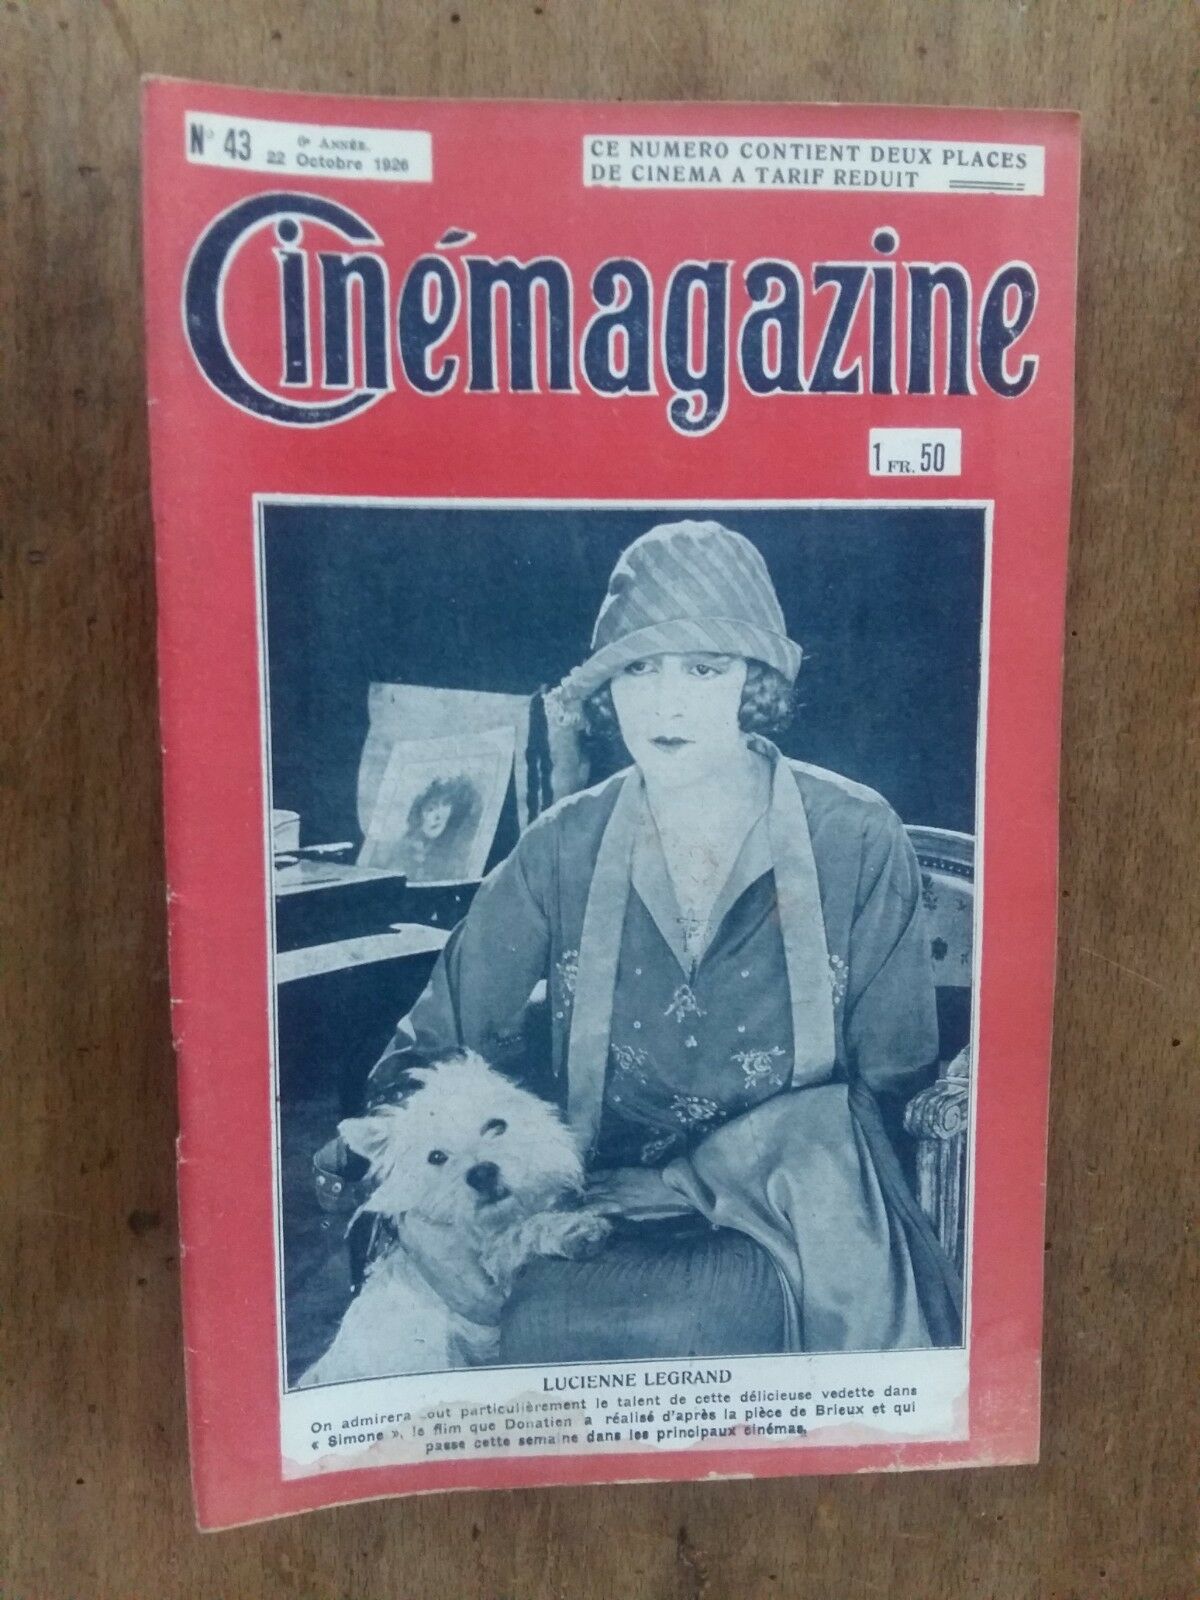 N° 43
6e ANNÉE.
22 Octobre 1926
CE NUMERO CONTIENT DEUX PLACES
DE CINEMA A TARIF REDUIT
Cinémagazine
1 FR. 50
LUCIENNE LEGRAND
On admirera tout particulièrement le talent de cette délicieuse vedette dans
« Simone », le film que Donatien a réalisé d'après la pièce de Brieux et qui
passe cette semaine dans les principaux cinémas.